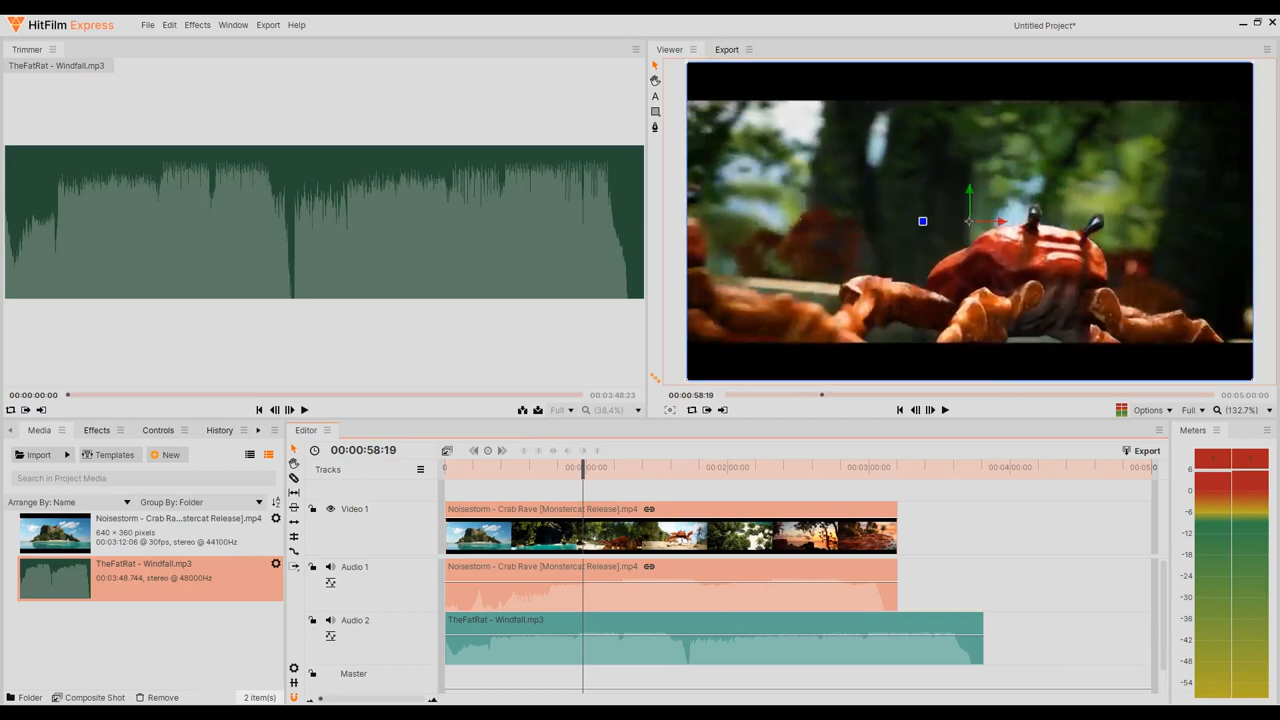 HitFilm Express
File Edit Effects Window Export Help
Untitled Project*
Trimmer
TheFatRat - Windfall.mp3
00:00:00:00
00:03:48:23
Full
(38.4%)
Viewer
Export
A
00:00:58:19
00:05:00:00
Options
Full
(132.7%)
Media
Effects
Controls
History
Import
Templates
New
Search in Project Media
Arrange By: Name
Group By: Folder
Noisestorm - Crab Ra...stercat Release].mp4
640 × 360 pixels
00:03:12:06 @ 30fps, stereo @ 44100Hz
TheFatRat - Windfall.mp3
00:03:48.744, stereo @ 48000Hz
Folder
Composite Shot
Remove
2 item(s)
Editor
00:00:58:19
Export
Tracks
0
00:02:00:00
00:03:00:00
00:04:00:00
Video 1
Noisestorm - Crab Rave [Monstercat Release].mp4
Audio 1
Noisestorm - Crab Rave [Monstercat Release].mp4
Audio 2
TheFatRat - Windfall.mp3
Master
Meters
6
0
-6
-12
-18
-24
-30
-36
-42
-48
-54